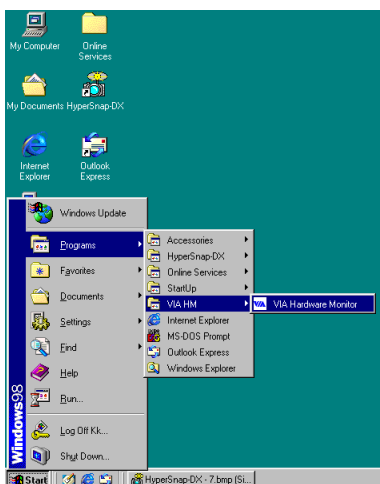 My Computer
Online
Services
My Documents
HyperSnap-DX
Internet
Explorer
Outlook
Express
Windows Update
Programs
Favorites
Documents
Settings
Find
Help
Run...
Log Off Kk...
Shut Down...
Windows98
Accessories
HyperSnap-DX
Online Services
StartUp
VIA HM
Internet Explorer
MS-DOS Prompt
Outlook Express
Windows Explorer
VIA
VIA Hardware Monitor
Start
HyperSnap-DX - 7.bmp (Si...